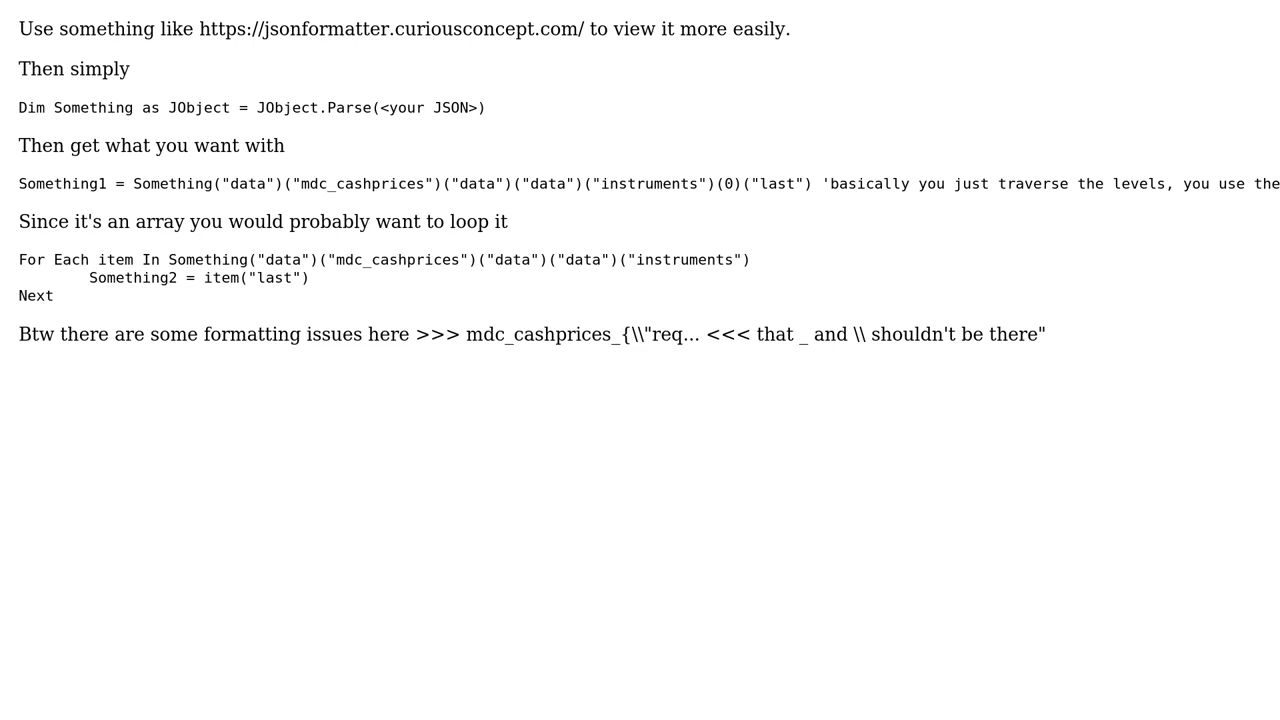 Use something like https://jsonformatter.curiousconcept.com/ to view it more easily.
Then simply
Dim Something as JObject = JObject.Parse(<your JSON>)
Then get what you want with
Something1 = Something("data")("mdc_cashprices")("data")("data")("instruments")(0)("last") 'basically you just traverse the levels, you use the
Since it's an array you would probably want to loop it
For Each item In Something("data")("mdc_cashprices")("data")("data")("instruments")
        Something2 = item("last")
Next
Btw there are some formatting issues here >>> mdc_cashprices_{\\"req... <<< that _ and \\ shouldn't be there"